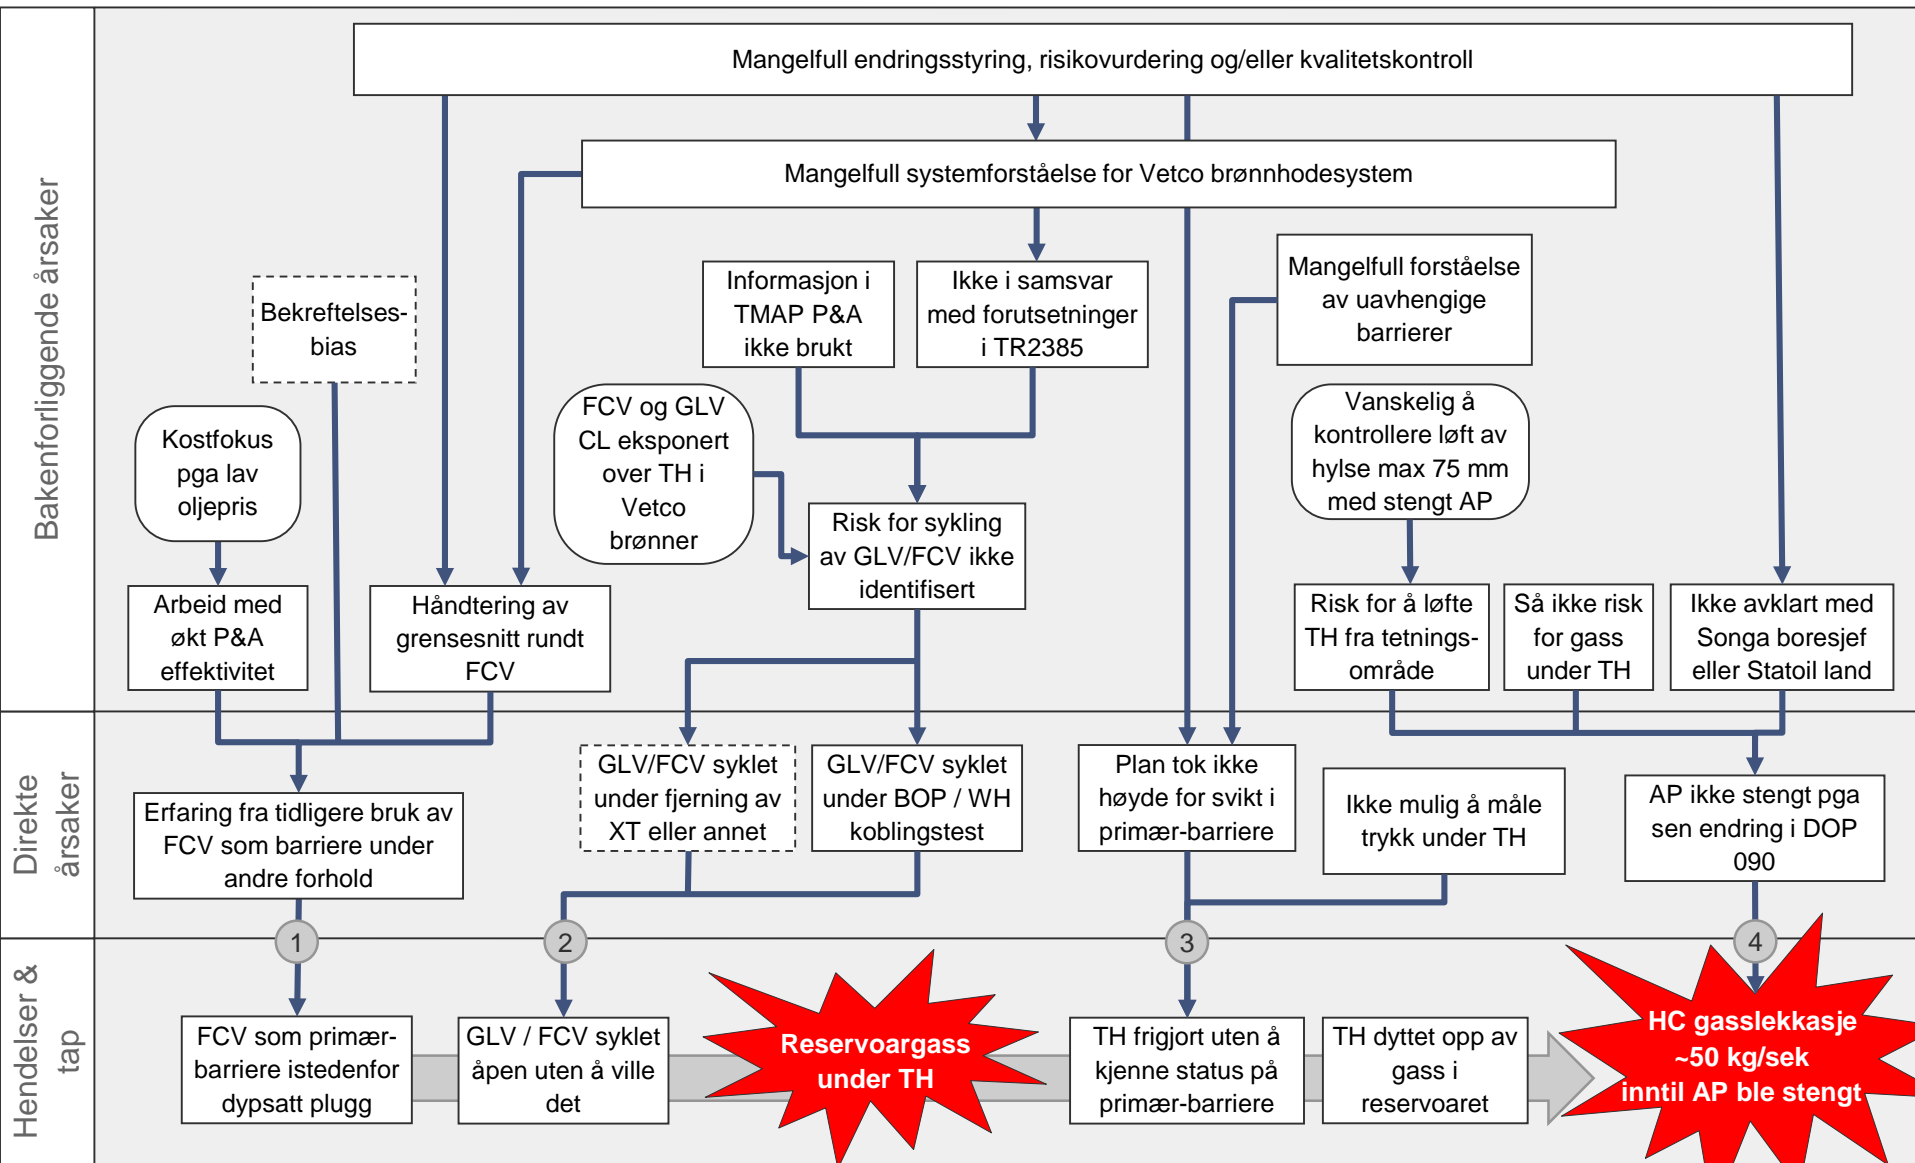 Bakenforliggende årsaker
Mangelfull endringsstyring, risikovurdering og/eller kvalitetskontroll
Mangelfull systemforståelse for Vetco brønnhodesystem
Bekreftelses-
bias
Informasjon i
TMAP P&A
ikke brukt
Ikke i samsvar
med forutsetninger
i TR2385
Mangelfull forståelse
av uavhengige
barrierer
Kostfokus
pga lav
oljepris
FCV og GLV
CL eksponert
over TH i
Vetco
brønner
Vanskelig å
kontrollere løft av
hylse max 75 mm
med stengt AP
Risk for sykling
av GLV/FCV ikke
identifisert
Arbeid med
økt P&A
effektivitet
Håndtering av
grensesnitt rundt
FCV
Risk for å løfte
TH fra tetnings-
område
Så ikke risk
for gass
under TH
Ikke avklart med
Songa boresjef
eller Statoil land
Direkte
årsaker
Erfaring fra tidligere bruk av
FCV som barriere under
andre forhold
GLV/FCV syklet
under fjerning av
XT eller annet
GLV/FCV syklet
under BOP / WH
koblingstest
Plan tok ikke
høyde for svikt i
primær-barriere
Ikke mulig å måle
trykk under TH
AP ikke stengt pga
sen endring i DOP
090
1
2
3
4
Hendelser &
tap
FCV som primær-
barriere istedenfor
dypsatt plugg
GLV / FCV syklet
åpen uten å ville
det
Reservoargass
under TH
TH frigjort uten å
kjenne status på
primær-barriere
TH dyttet opp av
gass i
reservoaret
HC gasslekkasje
~50 kg/sek
inntil AP ble stengt